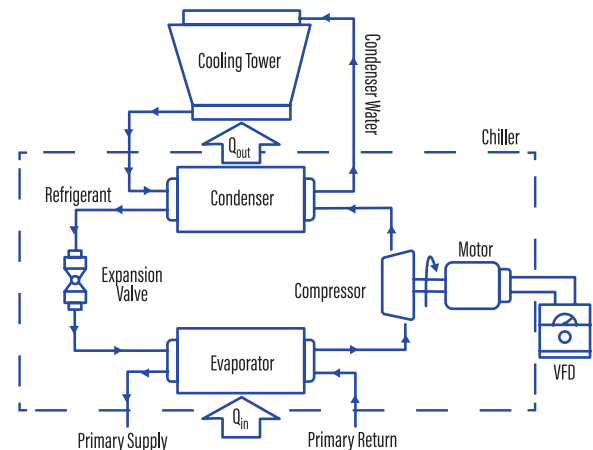 Cooling Tower
Condenser Water
Chiller
Qout
Refrigerant
Condenser
Expansion
Valve
Compressor
Motor
Evaporator
VFD
Qin
Primary Supply
Primary Return